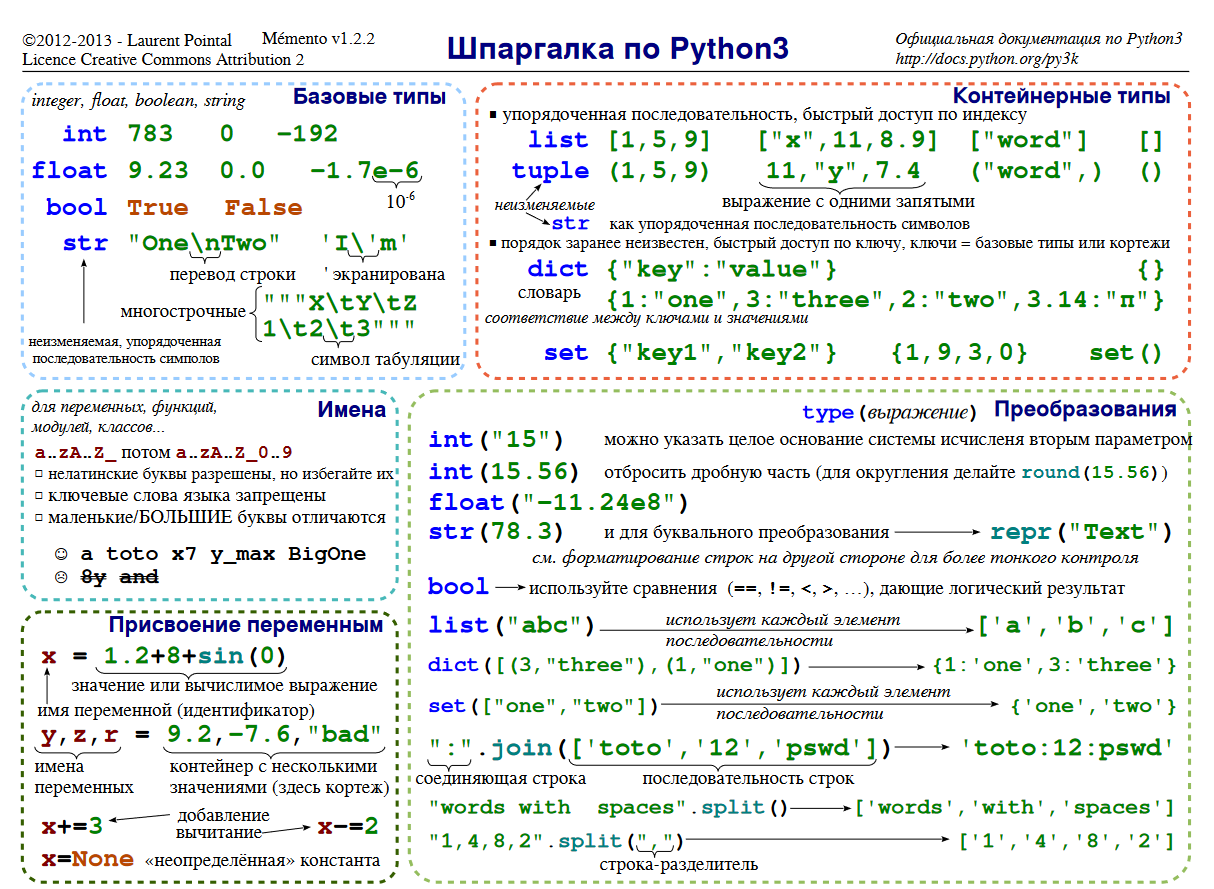 ©2012-2013 - Laurent Pointal Mémento v1.2.2
Licence Creative Commons Attribution 2
Шпаргалка по Python3
Официальная документация по Python3
http://docs.python.org/py3k
integer, float, boolean, string
Базовые типы
int 783 0 -192
float 9.23 0.0 -1.7e-6
10-6
bool True False
str "One\nTwo" 'I\'m'
перевод строки ' экранирована
многострочные
"""X\tY\tZ
1\t2\t3"""
символ табуляции
неизменяемая, упорядоченная
последовательность симполов
Контейнерные типы
▪ упорядоченная последовательность, быстрый доступ по индексу
list [1,5,9] ["x",11,8.9] ["word"] []
tuple (1,5,9) 11,"y",7.4 ("word",) ()
неизменяемые
выражение с одними запятыми
str как упорядоченная последовательность символов
▪ порядок заранее неизвестен, быстрый доступ по ключу, ключи = базовые типы или кортежи
dict {"key":"value"} {}
словарь {1:"one",3:"three",2:"two",3.14:"π"}
соответствие между ключами и значениями
set {"key1","key2"} {1,9,3,0} set()
для переменных, функций,
модулей, классов...
Имена
a..zA..Z_ потом a..zA..Z_0..9
▫ нелатинские буквы разрешены, но избегайте их
▫ ключевые слова языка запрещены
▫ маленькие/БОЛЬШИЕ буквы отличаются
☺ a toto x7 y_max BigOne
☹ 8y and
Присвоение переменным
x = 1.2+8+sin(0)
значение или вычислимое выражение
имя переменной (идентификатор)
y,z,r = 9.2,-7.6,"bad"
имена
переменных
контейнер с несколькими
значениями (здесь кортеж)
x+=3 добавление
вычитание x-=2
x=None «неопределённая» константа
type(выражение) Преобразования
int("15") можно указать целое основание системы исчисленя вторым параметром
int(15.56) отбросить дробную часть (для округления делайте round(15.56))
float("-11.24e8")
str(78.3) и для буквального преобразования → repr("Text")
см. форматирование строк на другой стороне для более тонкого контроля
bool → используйте сравнения (==, !=, <, >, …), дающие логический результат
list("abc") использует каждый элемент
последовательности → ['a','b','c']
dict([(3,"three"),(1,"one")]) → {1:'one',3:'three'}
set(["one","two"]) использует каждый элемент
последовательности → {'one','two'}
":".join(['toto','12','pswd']) → 'toto:12:pswd'
соединяющая строка последовательность строк
"words with  spaces".split() → ['words','with','spaces']
"1,4,8,2".split(",") → ['1','4','8','2']
строка-разделитель